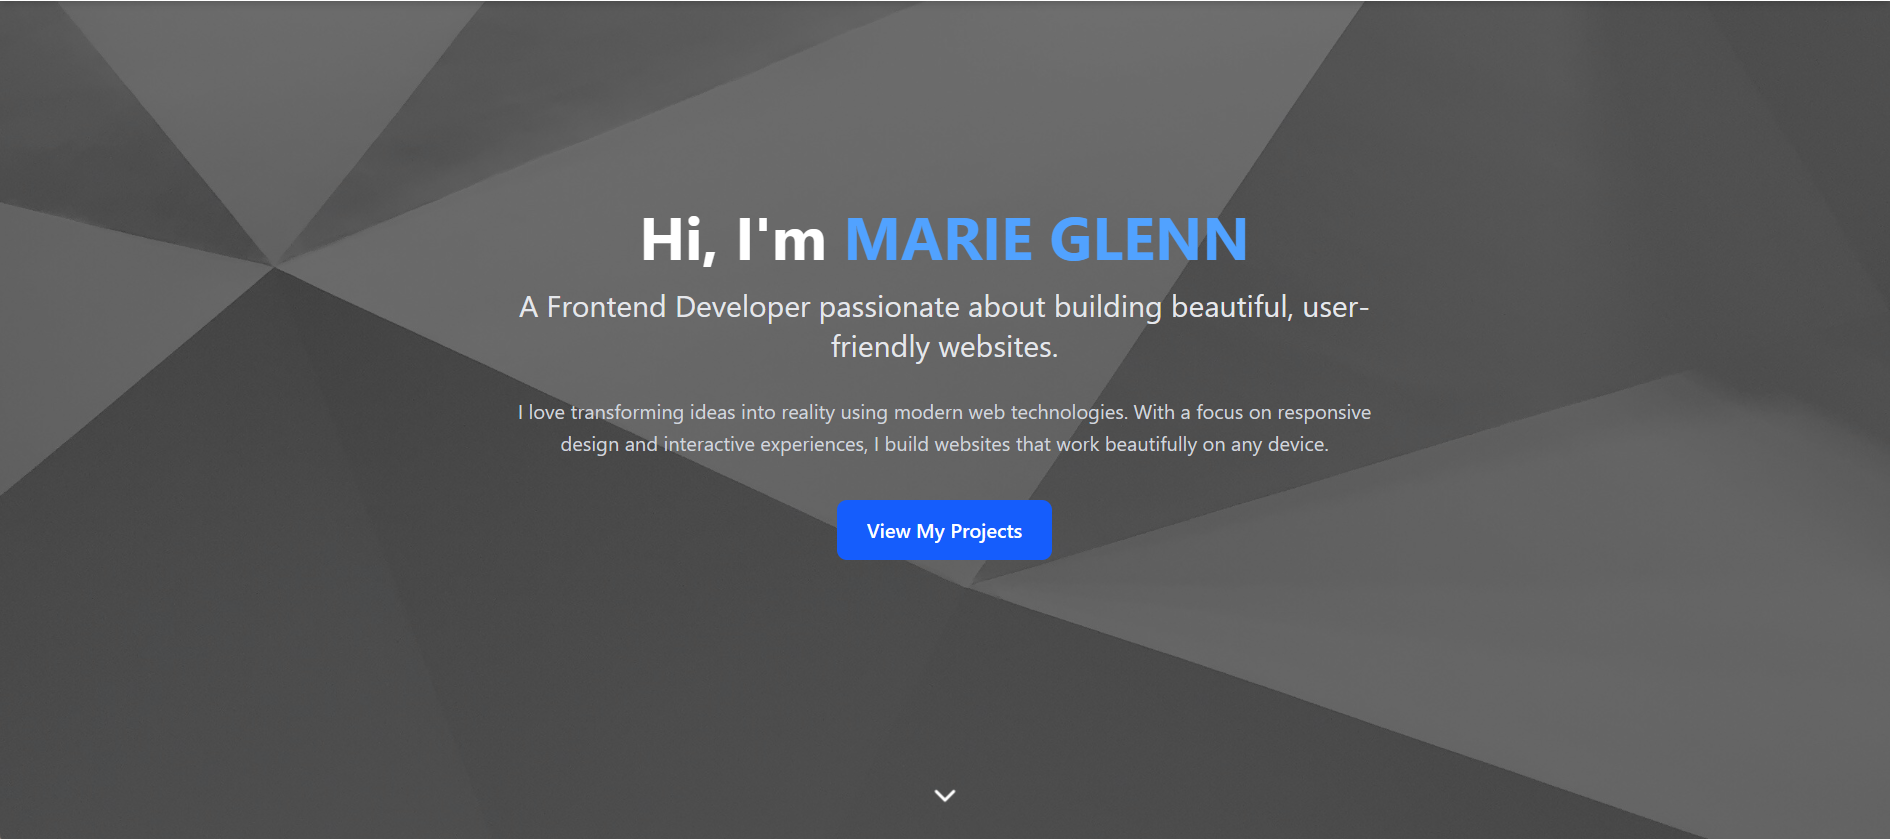 Hi, I'm MARIE GLENN
A Frontend Developer passionate about building beautiful, user-
friendly websites.
I love transforming ideas into reality using modern web technologies. With a focus on responsive
design and interactive experiences, I build websites that work beautifully on any device.
View My Projects